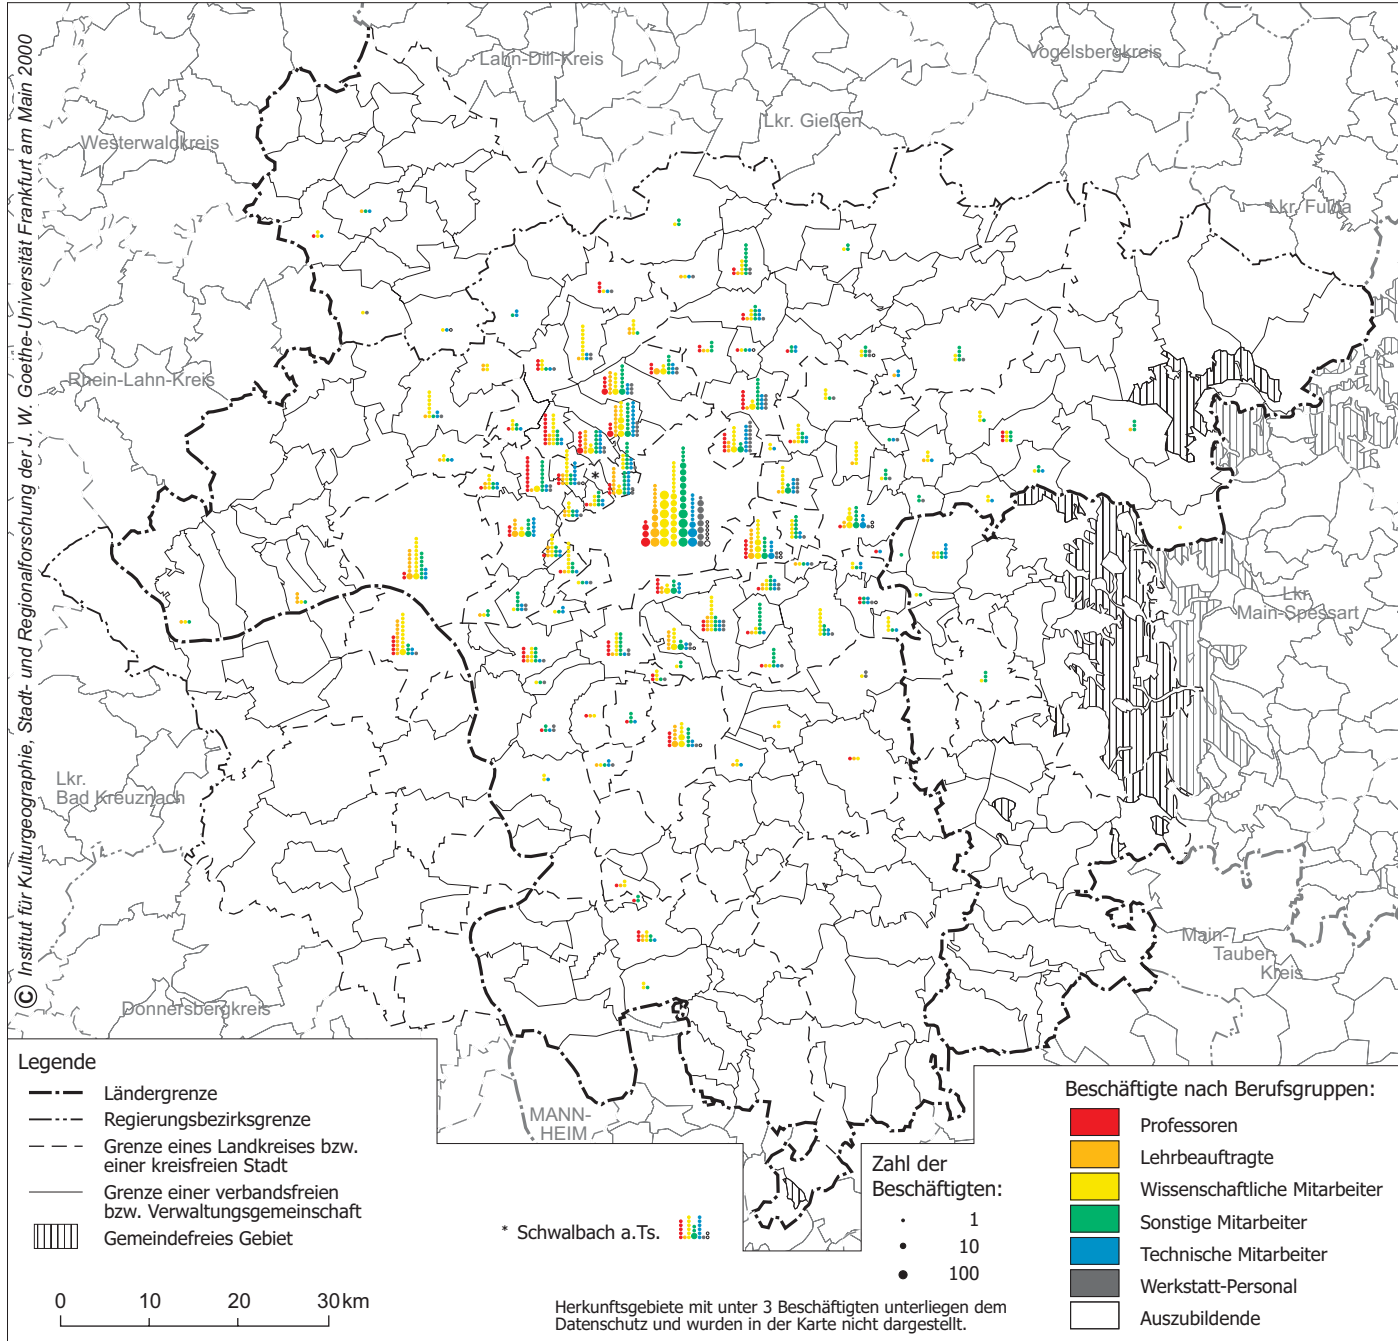 © Institut für Kulturgeographie, Stadt- und Regionalforschung der J. W. Goethe-Universität Frankfurt am Main 2000
Lahn-Dill-Kreis
Vogelsbergkreis
Westerwaldkreis
Lkr. Gießen
Lkr. Fulda
Rhein-Lahn-Kreis
*
Lkr.
Main-Spessart
Lkr.
Bad Kreuznach
Main-
Tauber-
Kreis
Donnersbergkreis
MANN-
HEIM
Legende
Ländergrenze
Regierungsbezirksgrenze
Grenze eines Landkreises bzw.
einer kreisfreien Stadt
Grenze einer verbandsfreien
bzw. Verwaltungsgemeinschaft
Gemeindefreies Gebiet
0 10 20 30 km
* Schwalbach a.Ts.
Zahl der
Beschäftigten:
1
10
100
Herkunftsgebiete mit unter 3 Beschäftigten unterliegen dem
Datenschutz und wurden in der Karte nicht dargestellt.
Beschäftigte nach Berufsgruppen:
Professoren
Lehrbeauftragte
Wissenschaftliche Mitarbeiter
Sonstige Mitarbeiter
Technische Mitarbeiter
Werkstatt-Personal
Auszubildende